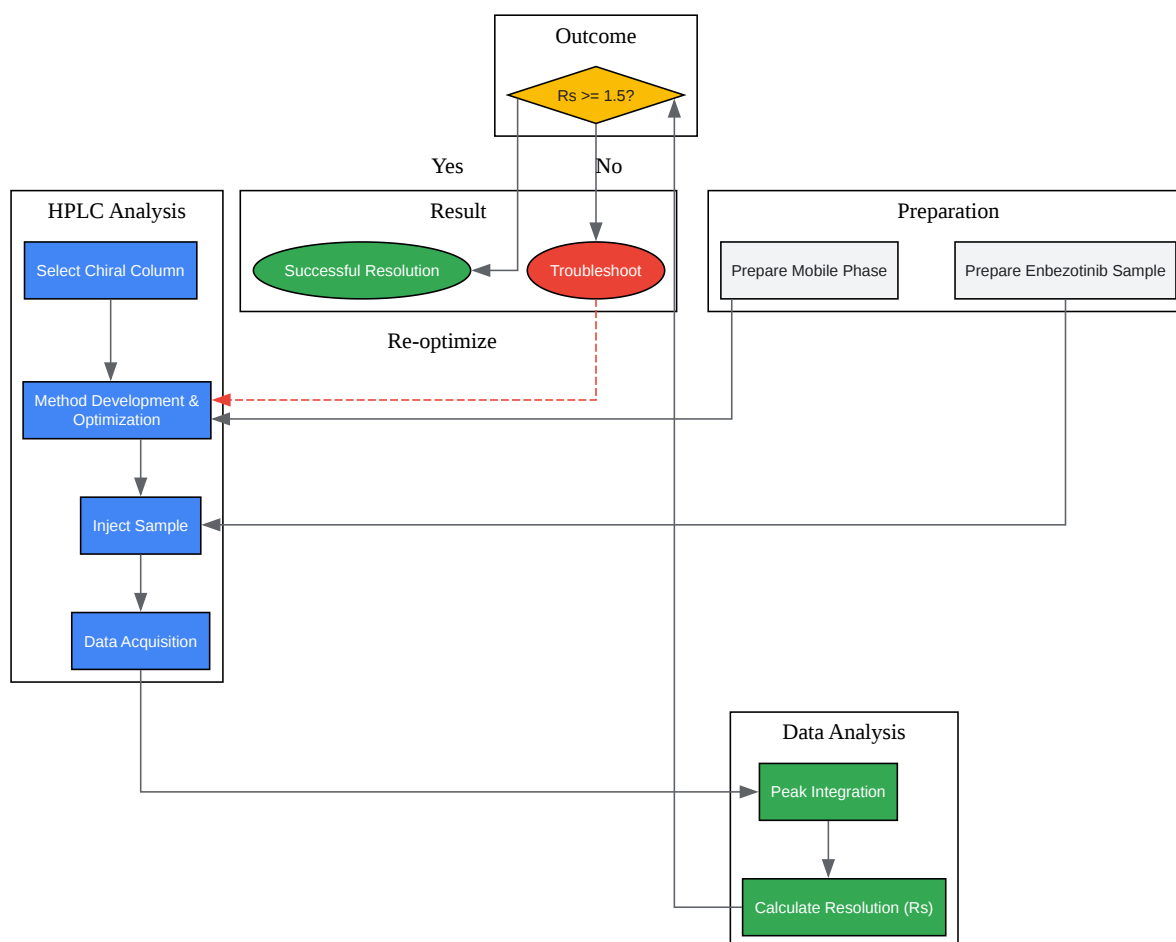 Outcome
Rs >= 1.5?
Yes
No
HPLC Analysis
Select Chiral Column
Method Development &
Optimization
Inject Sample
Data Acquisition
Result
Successful Resolution
Troubleshoot
Re-optimize
Preparation
Prepare Mobile Phase
Prepare Enbezotinib Sample
Data Analysis
Peak Integration
Calculate Resolution (Rs)